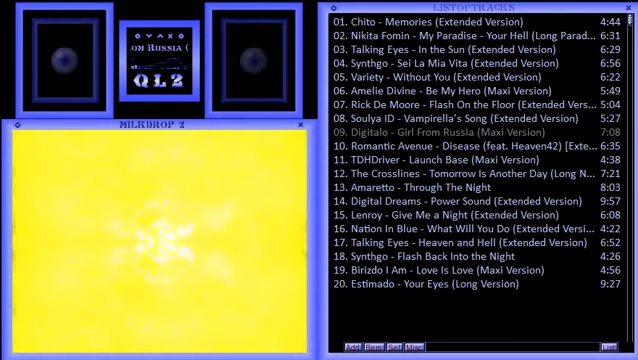 OM RUSSIA (
QL2
MILKDROP 2
LISTOFTRACKS
01. Chito - Memories (Extended Version) 4:44
02. Nikita Fomin - My Paradise - Your Hell (Long Parad... 6:31
03. Talking Eyes - In the Sun (Extended Version) 6:29
04. Synthgo - Sei La Mia Vita (Extended Version) 6:56
05. Variety - Without You (Extended Version) 6:22
06. Amelie Divine - Be My Hero (Maxi Version) 5:49
07. Rick De Moore - Flash On the Floor (Extended Vers... 5:04
08. Soulya ID - Vampirella's Song (Extended Version) 5:27
09. Digitalo - Girl From Russia (Maxi Version) 7:08
10. Romantic Avenue - Disease (feat. Heaven42) [Exte... 6:35
11. TDHDriver - Launch Base (Maxi Version) 4:38
12. The Crosslines - Tomorrow Is Another Day (Long N... 7:21
13. Amaretto - Through The Night 8:03
14. Digital Dreams - Power Sound (Extended Version) 9:57
15. Lenroy - Give Me a Night (Extended Version) 6:08
16. Nation In Blue - What Will You Do (Extended Versi... 4:22
17. Talking Eyes - Heaven and Hell (Extended Version) 6:52
18. Synthgo - Flash Back Into the Night 4:26
19. Birizdo I Am - Love Is Love (Maxi Version) 4:56
20. Estimado - Your Eyes (Long Version) 9:27
Add Rem Sel Misc List